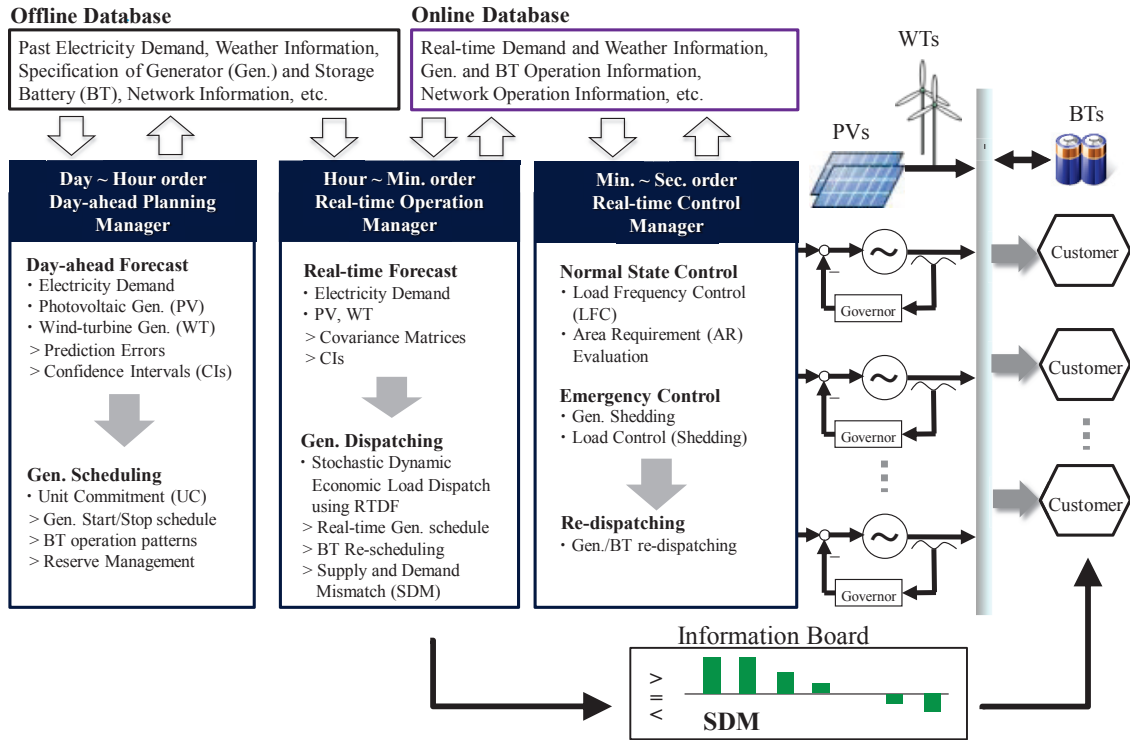 Offline Database
Past Electricity Demand, Weather Information,
Specification of Generator (Gen.) and Storage
Battery (BT), Network Information, etc.
Online Database
Real-time Demand and Weather Information,
Gen. and BT Operation Information,
Network Operation Information, etc.
WTs
PVs
BTs
Day ~ Hour order
Day-ahead Planning
Manager
Day-ahead Forecast
・Electricity Demand
・Photovoltaic Gen. (PV)
・Wind-turbine Gen. (WT)
> Prediction Errors
> Confidence Intervals (CIs)
Gen. Scheduling
・Unit Commitment (UC)
> Gen. Start/Stop schedule
> BT operation patterns
> Reserve Management
Hour ~ Min. order
Real-time Operation
Manager
Real-time Forecast
・Electricity Demand
・PV, WT
> Covariance Matrices
> CIs
Gen. Dispatching
・Stochastic Dynamic
Economic Load Dispatch
using RTDF
> Real-time Gen. schedule
> BT Re-scheduling
> Supply and Demand
Mismatch (SDM)
Min. ~ Sec. order
Real-time Control
Manager
Normal State Control
・Load Frequency Control
(LFC)
・Area Requirement (AR)
Evaluation
Emergency Control
・Gen. Shedding
・Load Control (Shedding)
Re-dispatching
・Gen./BT re-dispatching
~
–
Governor
~
–
Governor
~
–
Governor
Customer
Customer
Customer
Information Board
< = >
SDM